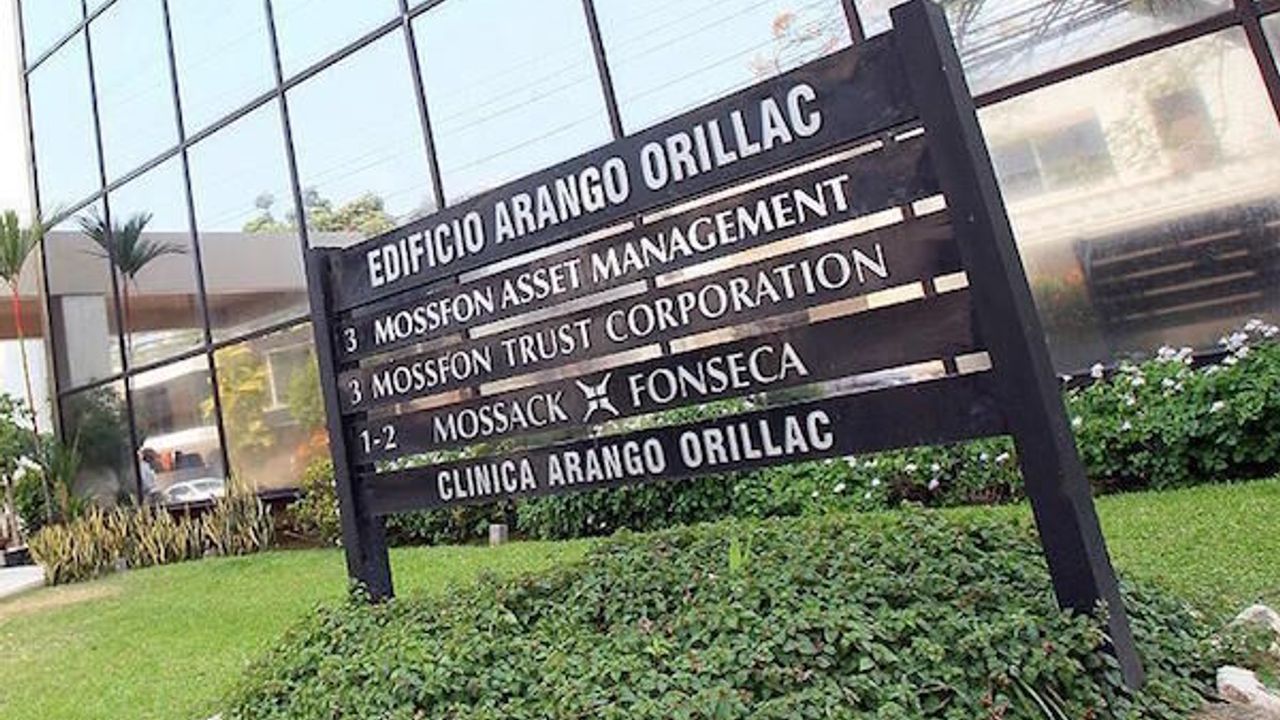 EDIFICIO ARANGO ORILLAC
3 MOSSFON ASSET MANAGEMENT
3 MOSSFON TRUST CORPORATION
1-2 MOSSACK FONSECA
CLINICA ARANGO ORILLAC